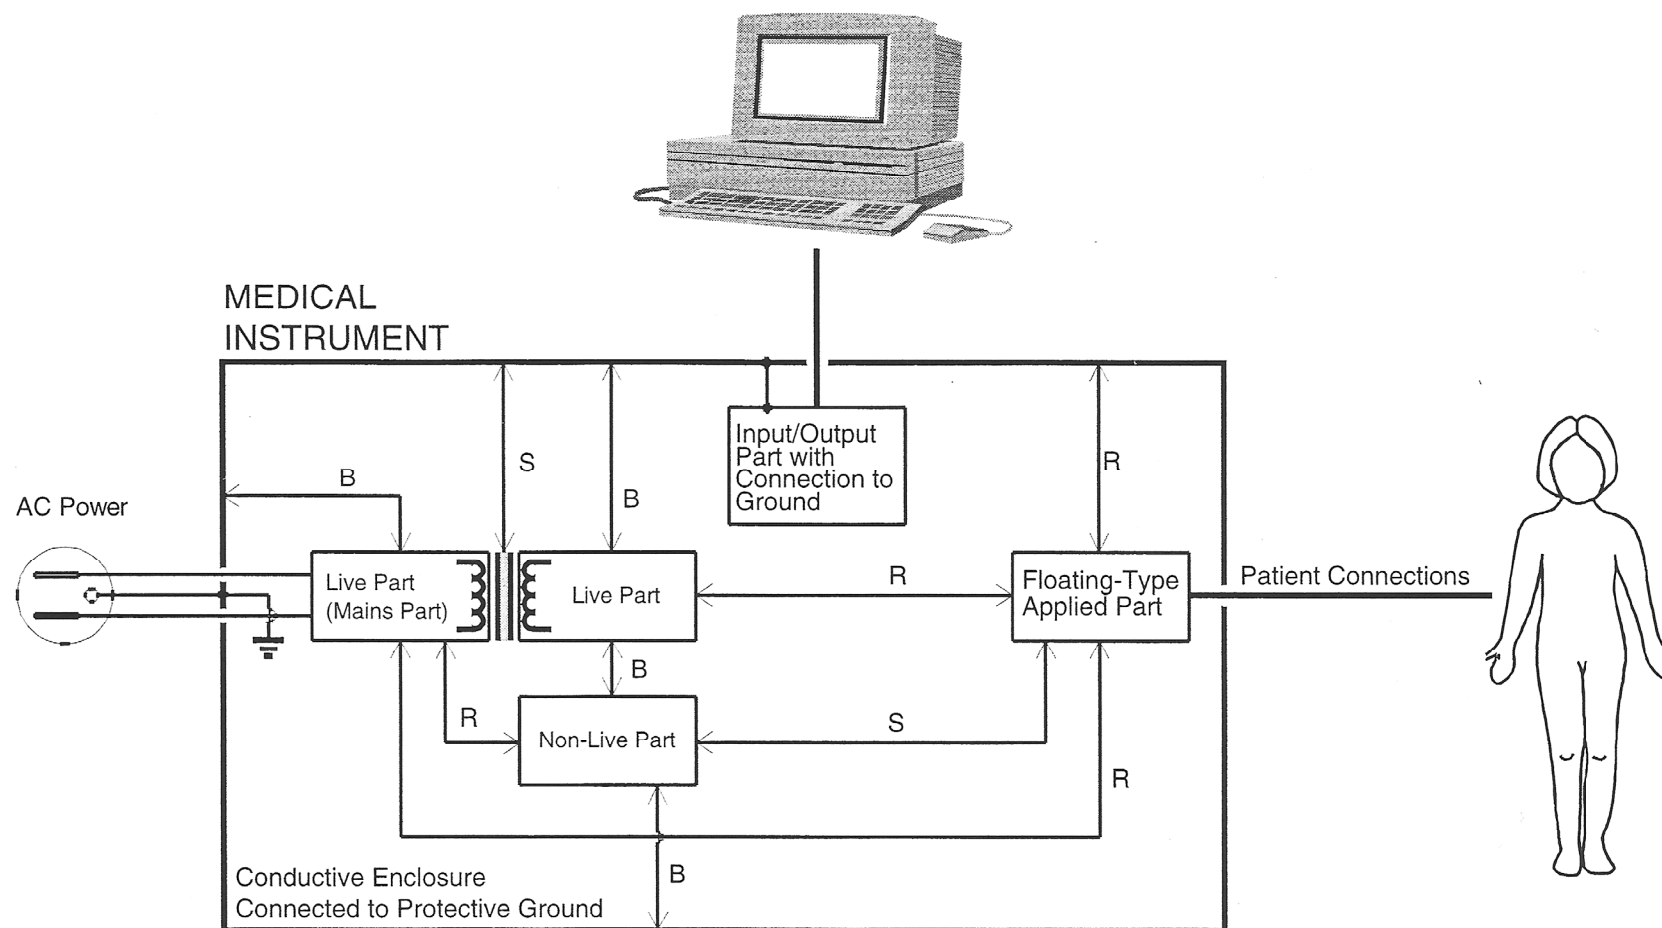 MEDICAL
INSTRUMENT
Input/Output
Part with
Connection to
Ground
S
R
B
B
AC Power
Live Part
(Mains Part)
Live Part
R
Floating-Type
Applied Part
Patient Connections
B
R
Non-Live Part
S
R
B
Conductive Enclosure
Connected to Protective Ground